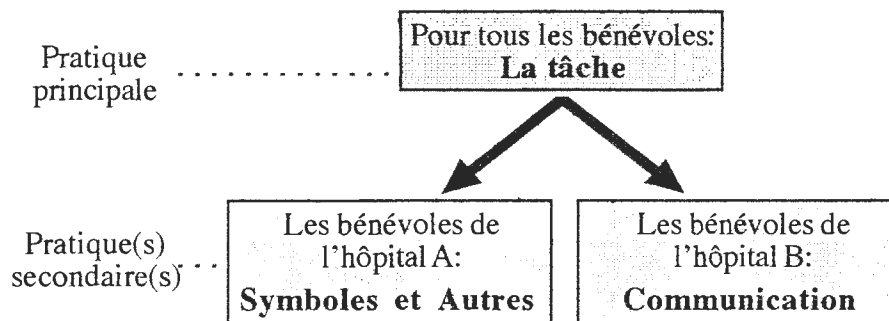 Pratique
principale
Pour tous les bénévoles:
La tâche
Pratique(s)
secondaire(s)
Les bénévoles de
l'hôpital A:
Symboles et Autres
Les bénévoles de
l'hôpital B:
Communication